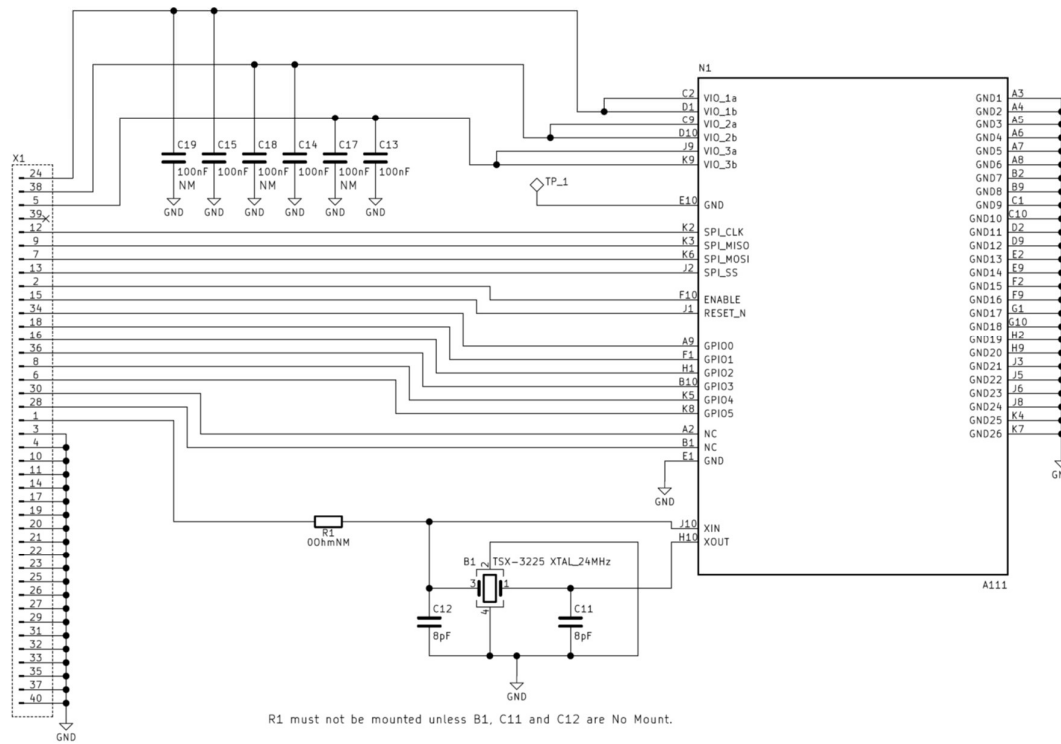 N1
C2 VIO_1a GND1 A3
D1 VIO_1b GND2 A4
C9 VIO_2a GND3 A5
D10 VIO_2b GND4 A6
J9 VIO_3a GND5 A7
K9 VIO_3b GND6 A8
GND7 B2
GND8 B9
E10 GND GND9 C1
GND10 C10
K2 SPI_CLK GND11 D2
K3 SPI_MISO GND12 D9
K6 SPI_MOSI GND13 E2
J2 SPI_SS GND14 E9
GND15 F2
F10 ENABLE GND16 F9
J1 RESET_N GND17 G1
GND18 G10
GND19 H2
A9 GPIO0 GND20 H9
F1 GPIO1 GND21 J3
H1 GPIO2 GND22 J5
B10 GPIO3 GND23 J6
K5 GPIO4 GND24 J8
K8 GPIO5 GND25 K4
A2 NC GND26 K7
B1 NC
E1 GND
J10 XIN
H10 XOUT
A111
GND
TP_1
C19 C15 C18 C14 C17 C13
100nF 100nF 100nF 100nF 100nF 100nF
NM NM NM
GND GND GND GND GND GND
X1
24
38
5
39
12
9
7
13
2
15
34
18
16
36
8
6
30
28
1
3
4
10
11
14
17
19
20
21
22
23
25
26
27
29
31
32
33
35
37
40
GND
R1
0OhmNM
B1 2 TSX-3225 XTAL_24MHz
3 1
4
C12
8pF
C11
8pF
GND
R1 must not be mounted unless B1, C11 and C12 are No Mount.